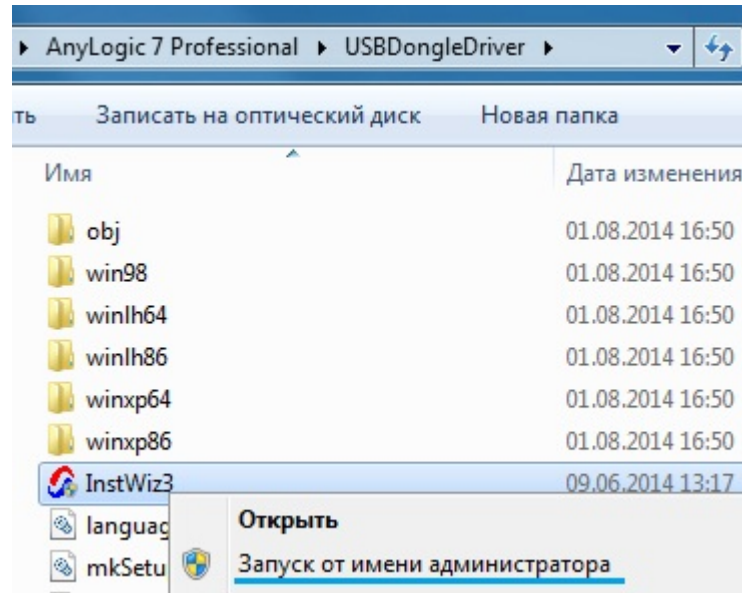 AnyLogic 7 Professional USBDongleDriver
ть Записать на оптический диск Новая папка
Имя Дата изменения
obj 01.08.2014 16:50
win98 01.08.2014 16:50
winlh64 01.08.2014 16:50
winlh86 01.08.2014 16:50
winxp64 01.08.2014 16:50
winxp86 01.08.2014 16:50
InstWiz3 09.06.2014 13:17
languag Открыть
mkSetu Запуск от имени администратора